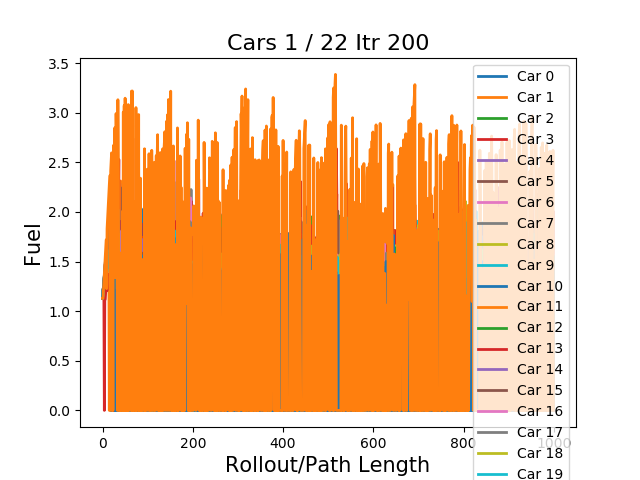 Cars 1 / 22 Itr 200
Fuel
3.5
3.0
2.5
2.0
1.5
1.0
0.5
0.0
0
200
400
600
800
1000
Rollout/Path Length
Car 0
Car 1
Car 2
Car 3
Car 4
Car 5
Car 6
Car 7
Car 8
Car 9
Car 10
Car 11
Car 12
Car 13
Car 14
Car 15
Car 16
Car 17
Car 18
Car 19